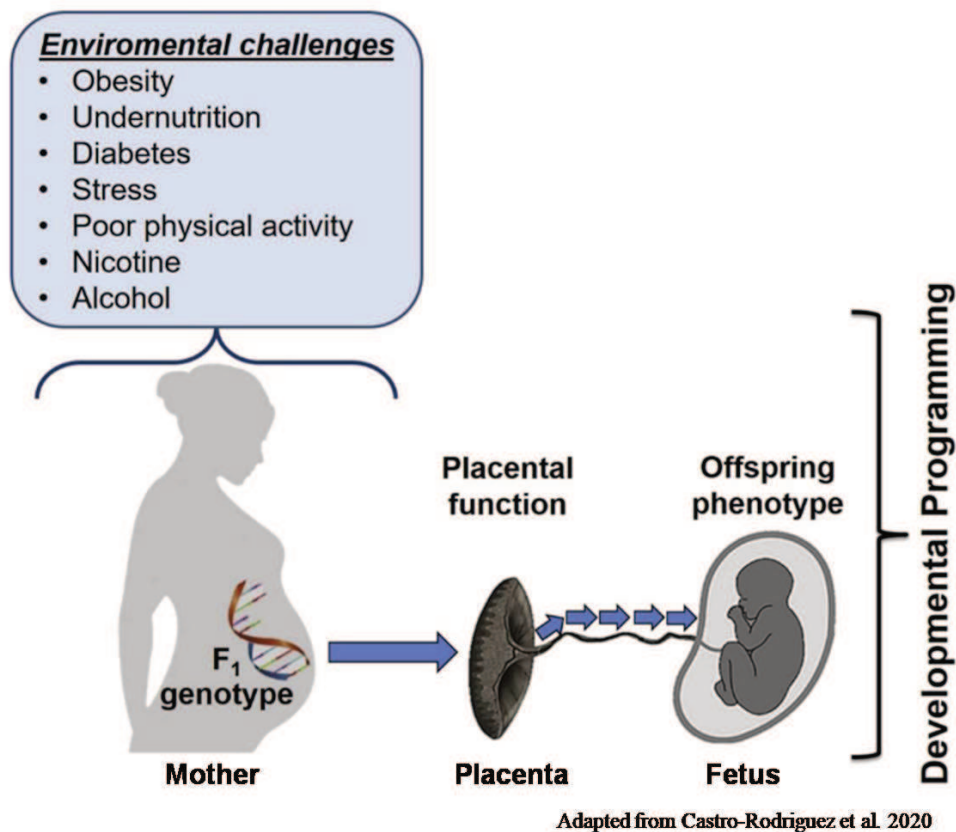 Enviromental challenges
• Obesity
• Undernutrition
• Diabetes
• Stress
• Poor physical activity
• Nicotine
• Alcohol
Placental
function
Offspring
phenotype
F₁
genotype
Mother
Placenta
Fetus
Developmental Programming
Adapted from Castro-Rodriguez et al. 2020